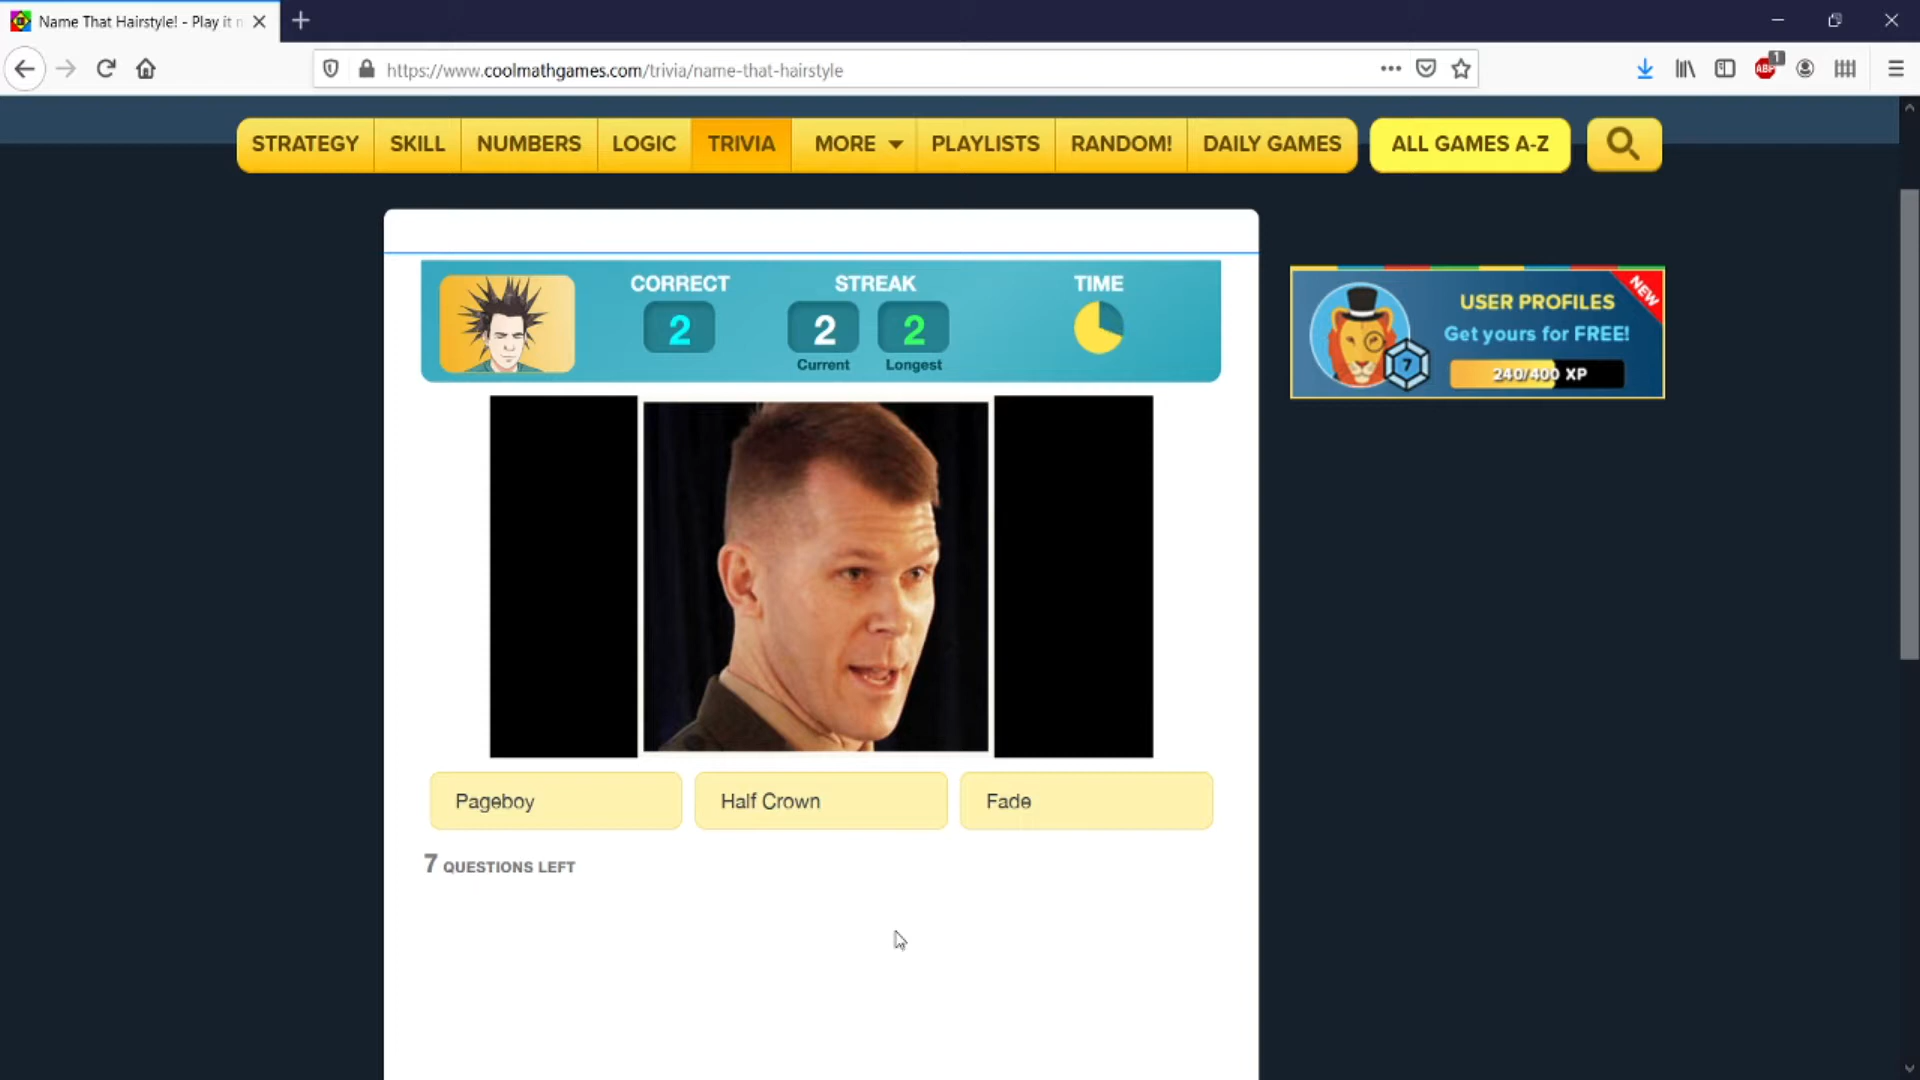 Name That Hairstyle! - Play it n
https://www.coolmathgames.com/trivia/name-that-hairstyle
ABP
1
STRATEGY
SKILL
NUMBERS
LOGIC
TRIVIA
MORE
PLAYLISTS
RANDOM!
DAILY GAMES
ALL GAMES A-Z
CORRECT
STREAK
TIME
2
2
2
Current
Longest
NEW
USER PROFILES
Get yours for FREE!
7
240/400 XP
Pageboy
Half Crown
Fade
7 QUESTIONS LEFT